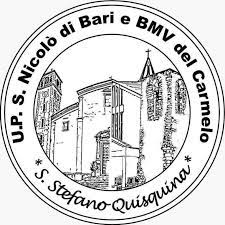 U.P. S. Nicolò di Bari e BMV del Carmelo
* S. Stefano Quisquina *